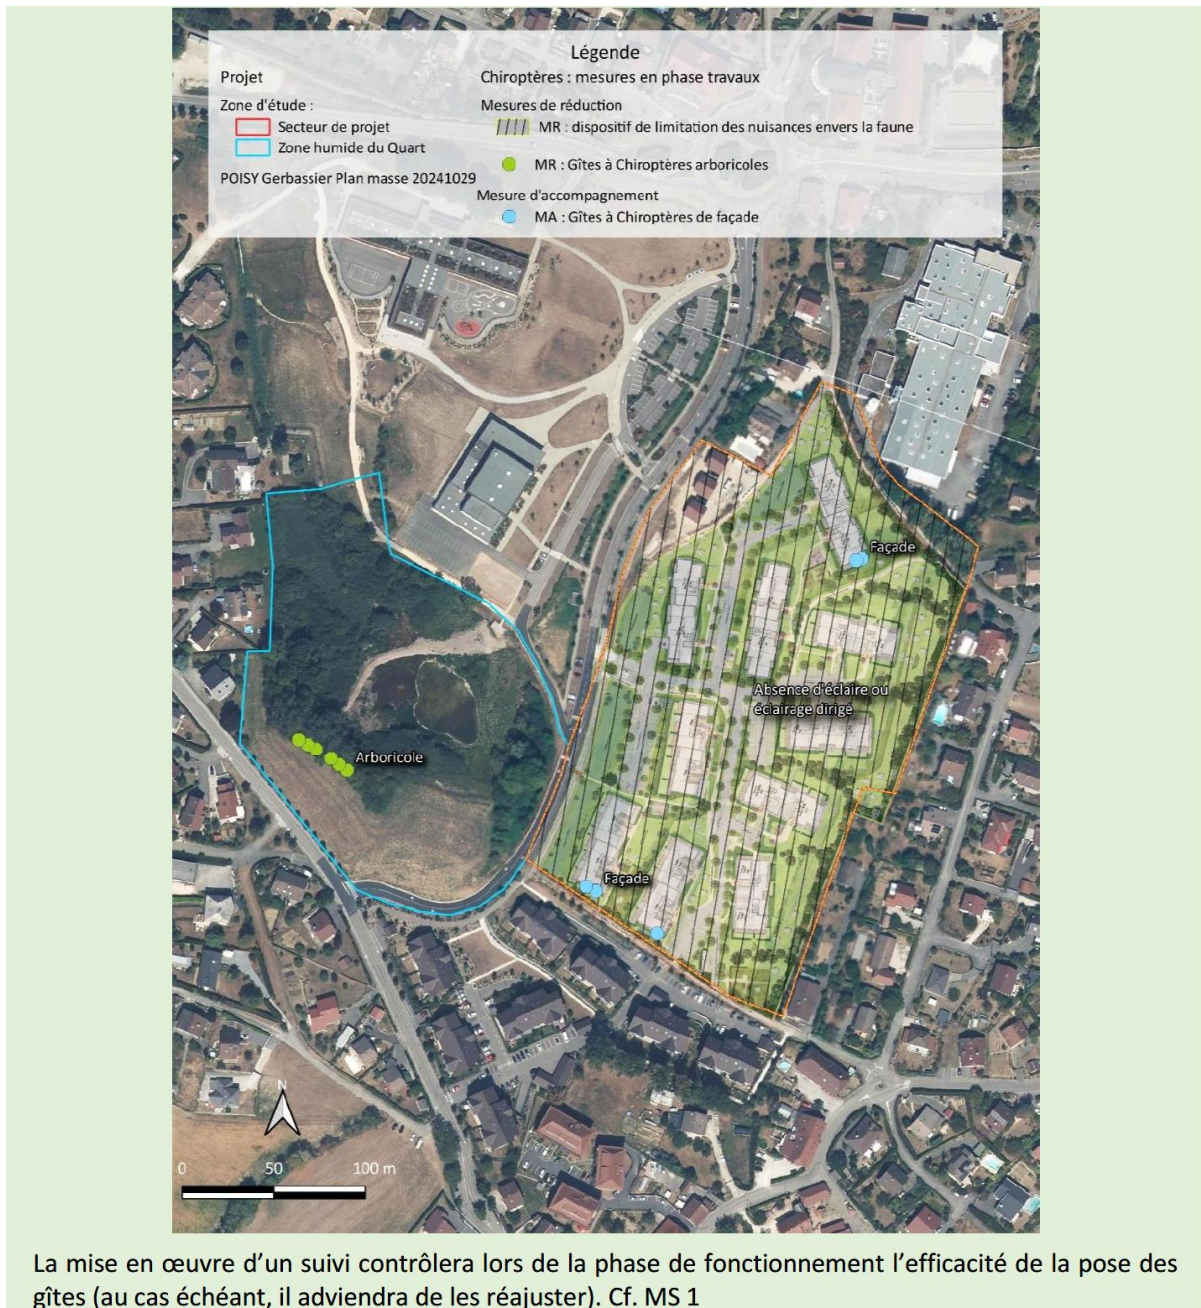 Légende
Projet
Zone d'étude :
Secteur de projet
Zone humide du Quart
POISY Gerbassier Plan masse 20241029
Chiroptères : mesures en phase travaux
Mesures de réduction
MR : dispositif de limitation des nuisances envers la faune
MR : Gîtes à Chiroptères arboricoles
Mesure d'accompagnement
MA : Gîtes à Chiroptères de façade
Façade
Absence d'éclaire ou
éclairage dirigé
Arboricole
Façade
N
0 50 100 m
La mise en œuvre d'un suivi contrôlera lors de la phase de fonctionnement l'efficacité de la pose des
gîtes (au cas échéant, il adviendra de les réajuster). Cf. MS 1